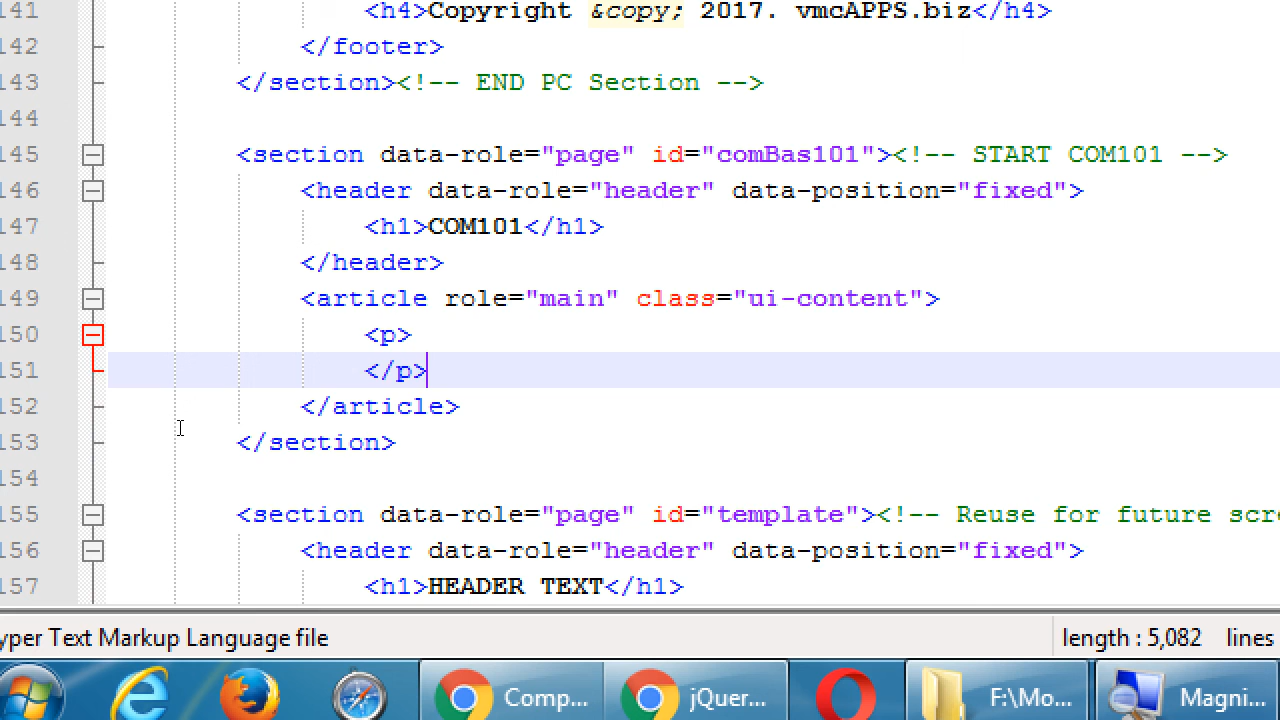 141 <h4>Copyright &copy; 2017. vmcAPPS.biz</h4>
142 </footer>
143 </section><!-- END PC Section -->
144
145 <section data-role="page" id="comBas101"><!-- START COM101 -->
146 <header data-role="header" data-position="fixed">
147 <h1>COM101</h1>
148 </header>
149 <article role="main" class="ui-content">
150 <p>
151 </p>
152 </article>
153 </section>
154
155 <section data-role="page" id="template"><!-- Reuse for future scre
156 <header data-role="header" data-position="fixed">
157 <h1>HEADER TEXT</h1>
yper Text Markup Language file length : 5,082 lines
Comp... jQuer... F:\Mo... Magni...